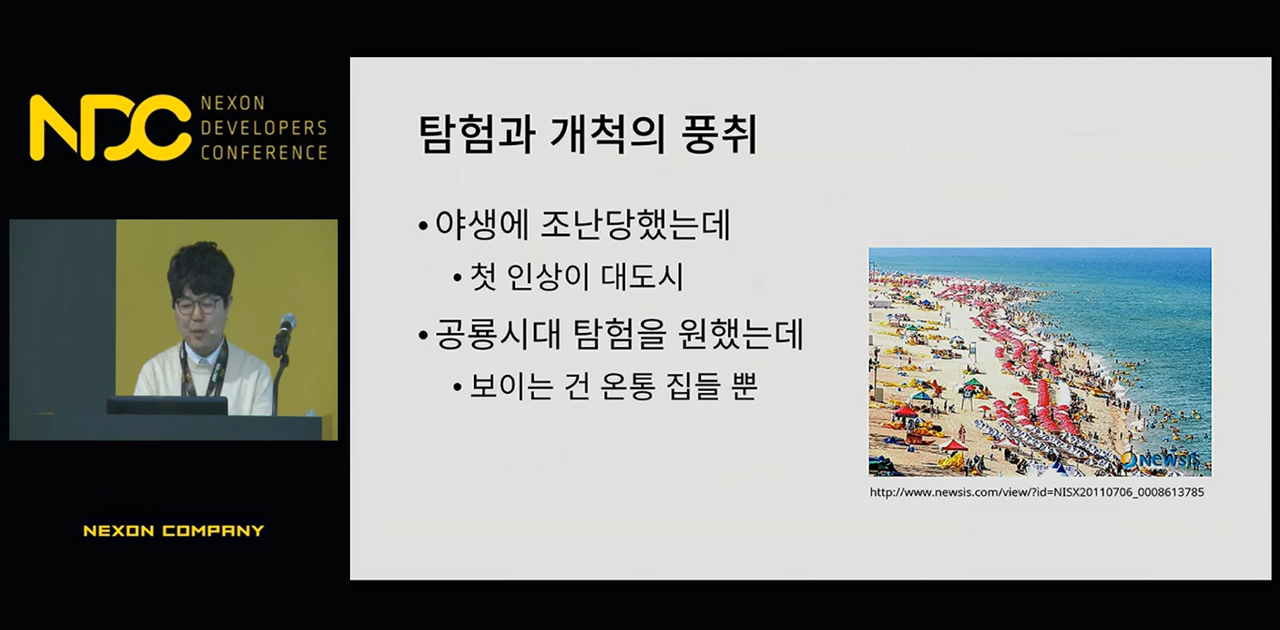 NDC
NEXON
DEVELOPERS
CONFERENCE
탐험과 개척의 풍취
• 야생에 조난당했는데
• 첫 인상이 대도시
• 공룡시대 탐험을 원했는데
• 보이는 건 온통 집들 뿐
NEWSIS
http://www.newsis.com/view/?id=NISX20110706_0008613785
NEXON COMPANY